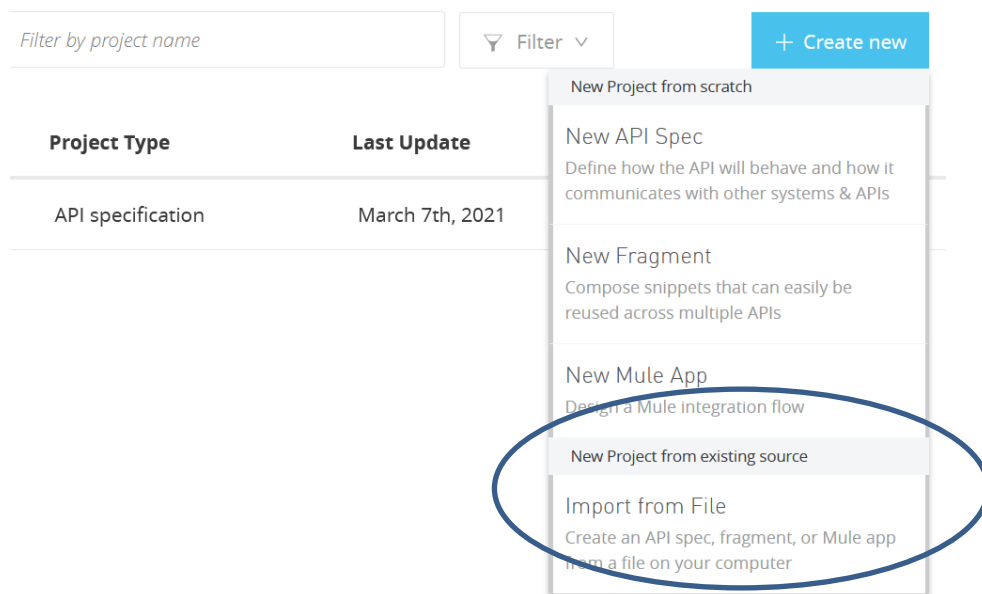 Filter by project name
Filter
+ Create new
New Project from scratch
Project Type
Last Update
New API Spec
Define how the API will behave and how it
communicates with other systems & APIs
API specification
March 7th, 2021
New Fragment
Compose snippets that can easily be
reused across multiple APIs
New Mule App
Design a Mule integration flow
New Project from existing source
Import from File
Create an API spec, fragment, or Mule app
from a file on your computer